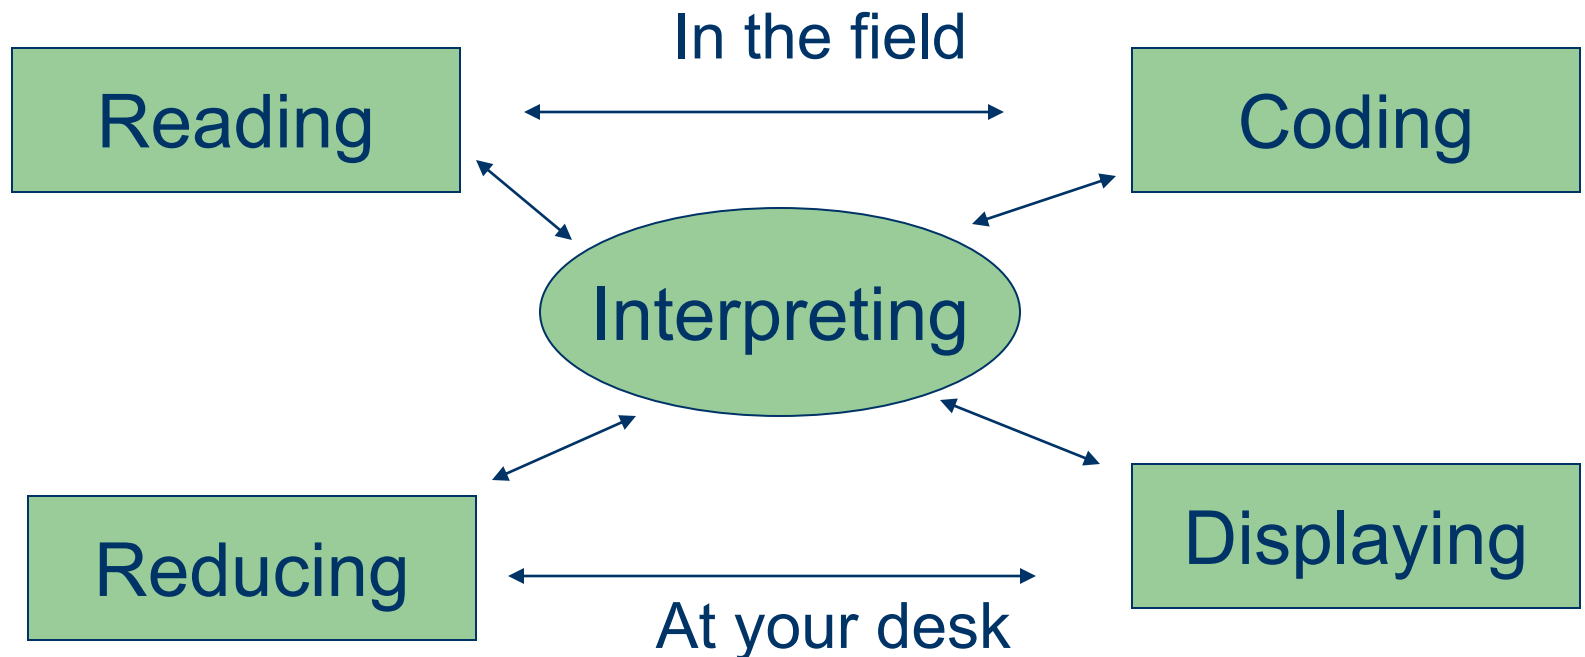 In the field
Reading
Coding
Interpreting
Reducing
Displaying
At your desk